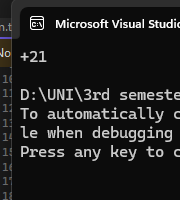 Microsoft Visual Studio
+21
D:\UNI\3rd semeste
To automatically c
le when debugging
Press any key to c